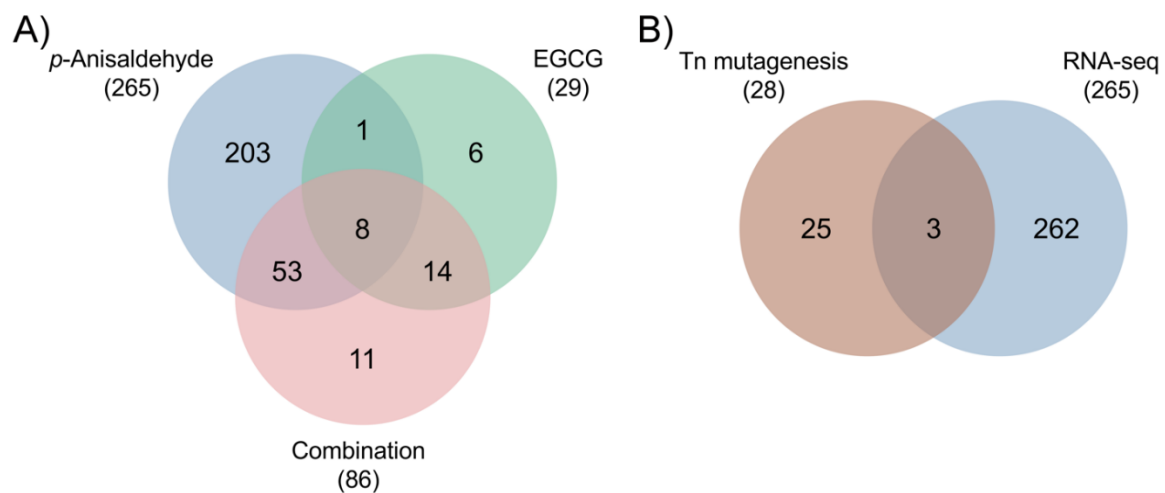 A)
p-Anisaldehyde
(265)
EGCG
(29)
203
1
6
8
53
14
11
Combination
(86)
B)
Tn mutagenesis
(28)
RNA-seq
(265)
25
3
262